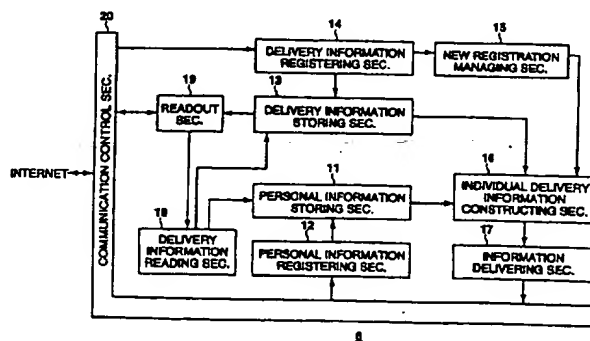 20
14
15
DELIVERY INFORMATION
REGISTERING SEC.
NEW REGISTRATION
MANAGING SEC.
19
13
READOUT
SEC.
DELIVERY INFORMATION
STORING SEC.
COMMUNICATION CONTROL SEC.
INTERNET
11
16
PERSONAL INFORMATION
STORING SEC.
INDIVIDUAL DELIVERY
INFORMATION
CONSTRUCTING SEC.
18
12
17
DELIVERY
INFORMATION
READING SEC.
PERSONAL INFORMATION
REGISTERING SEC.
INFORMATION
DELIVERING SEC.
6